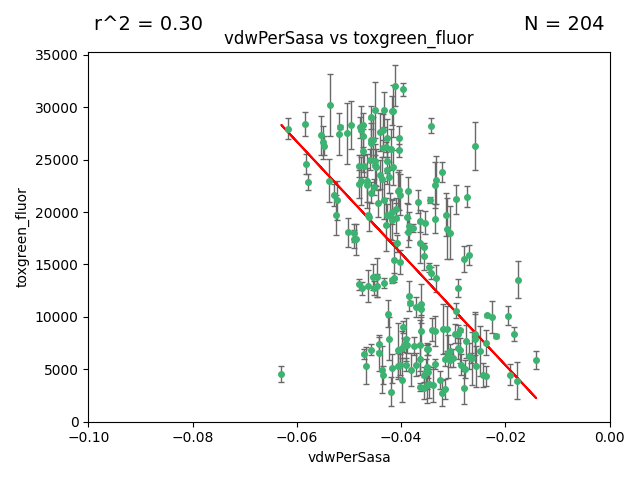 r^2 = 0.30
N = 204
vdwPerSasa vs toxgreen_fluor
35000
30000
25000
20000
15000
10000
5000
0
toxgreen_fluor
−0.10
−0.08
−0.06
−0.04
−0.02
0.00
vdwPerSasa